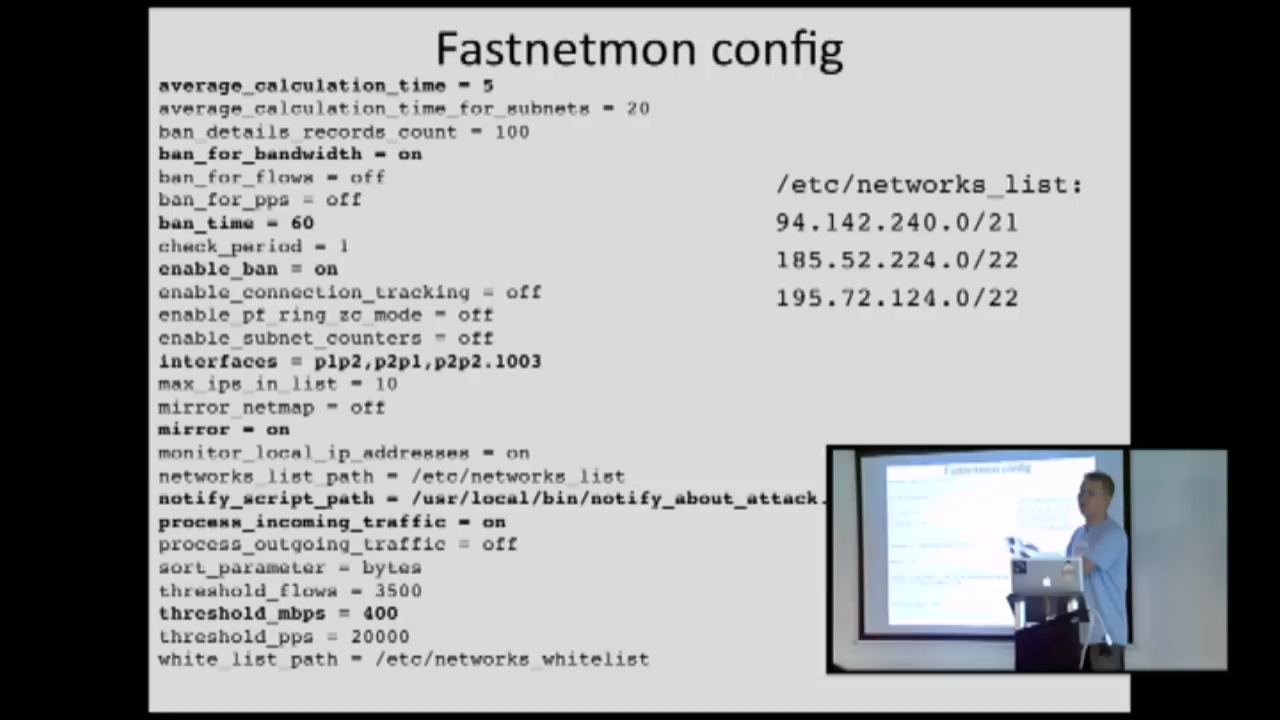 Fastnetmon config
average_calculation_time = 5
average_calculation_time_for_subnets = 20
ban_details_records_count = 100
ban_for_bandwidth = on
ban_for_flows = off
ban_for_pps = off
ban_time = 60
check_period = 1
enable_ban = on
enable_connection_tracking = off
enable_pf_ring_zc_mode = off
enable_subnet_counters = off
interfaces = p1p2,p2p1,p2p2.1003
max_ips_in_list = 10
mirror_netmap = off
mirror = on
monitor_local_ip_addresses = on
networks_list_path = /etc/networks_list
notify_script_path = /usr/local/bin/notify_about_attack.
process_incoming_traffic = on
process_outgoing_traffic = off
sort_parameter = bytes
threshold_flows = 3500
threshold_mbps = 400
threshold_pps = 20000
white_list_path = /etc/networks_whitelist
/etc/networks_list:
94.142.240.0/21
185.52.224.0/22
195.72.124.0/22
Fastnetmon config